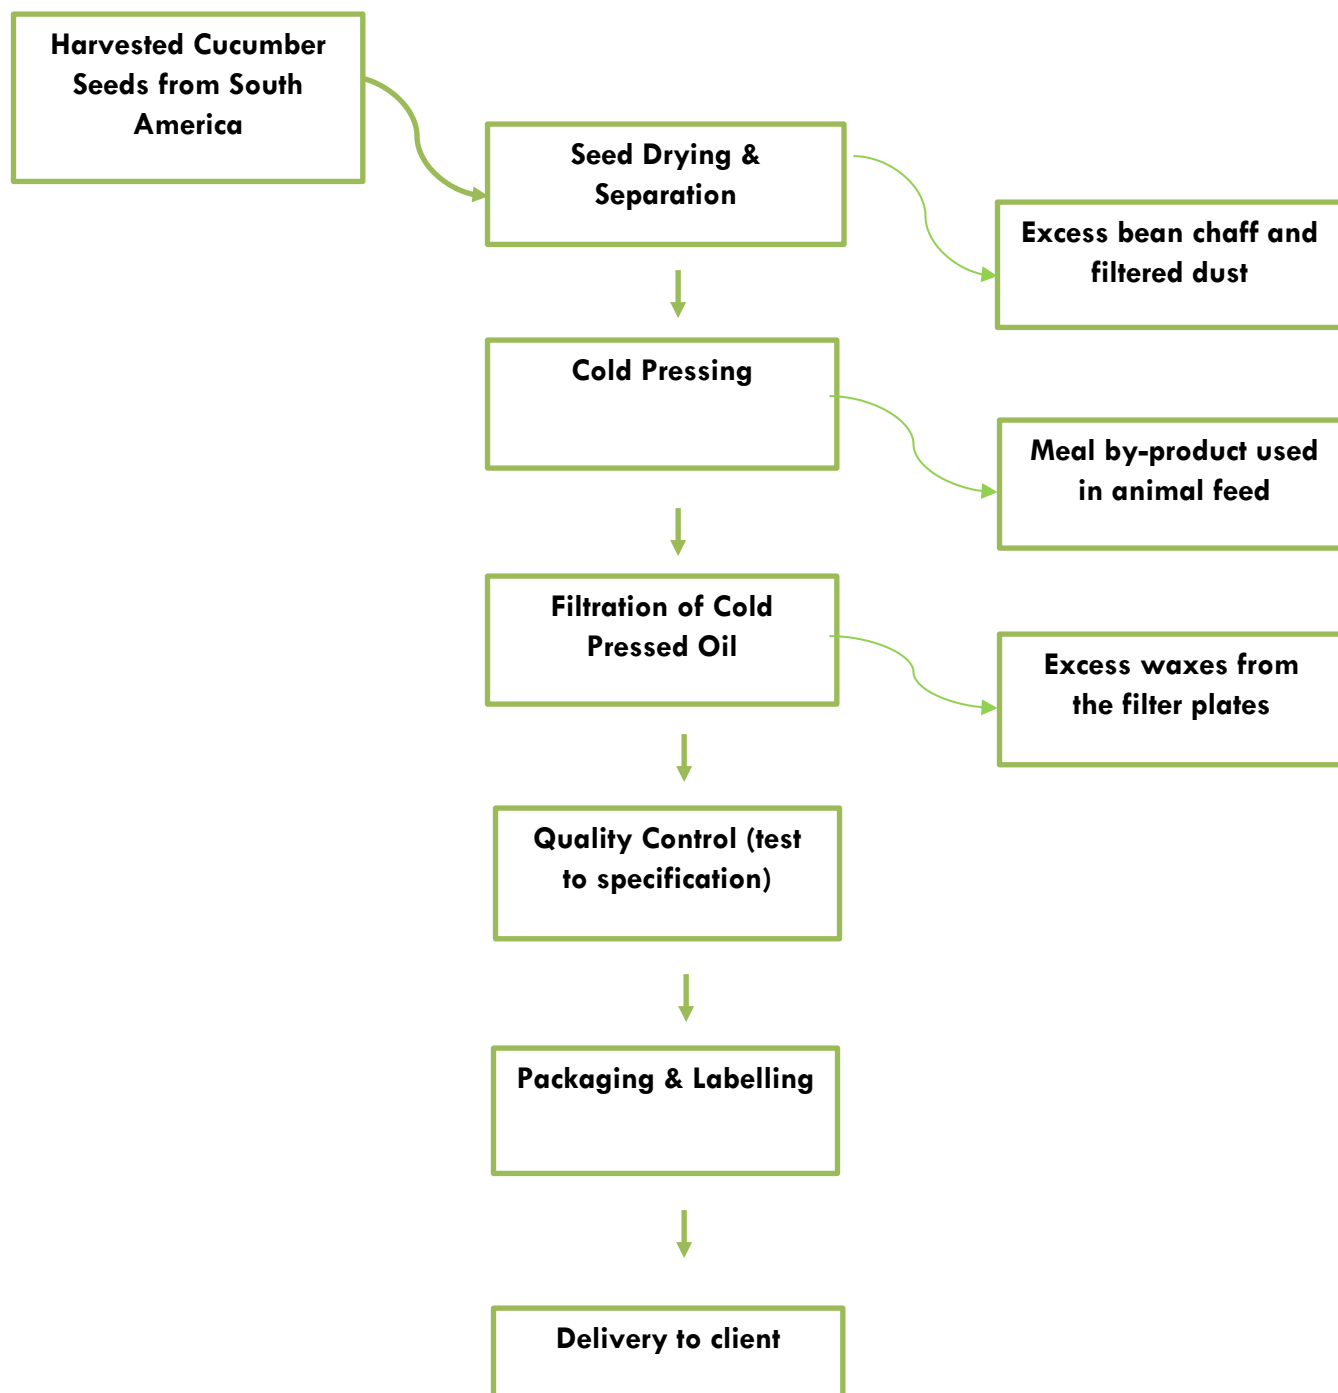 Harvested Cucumber
Seeds from South
America
Seed Drying &
Separation
Excess bean chaff and
filtered dust
Cold Pressing
Meal by-product used
in animal feed
Filtration of Cold
Pressed Oil
Excess waxes from
the filter plates
Quality Control (test
to specification)
Packaging & Labelling
Delivery to client